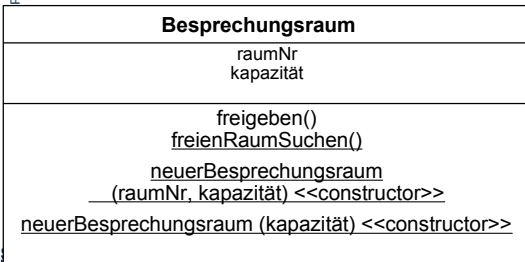 Besprechungsraum
raumNr
kapazität
freigeben()
freienRaumSuchen()
neuerBesprechungsraum
(raumNr, kapazität) <<constructor>>
neuerBesprechungsraum (kapazität) <<constructor>>